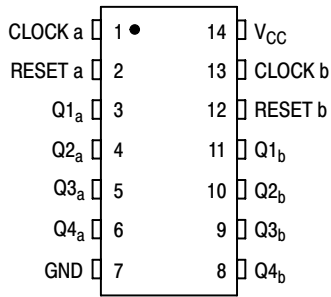 CLOCK a 1 14 VCC
RESET a 2 13 CLOCK b
Q1a 3 12 RESET b
Q2a 4 11 Q1b
Q3a 5 10 Q2b
Q4a 6 9 Q3b
GND 7 8 Q4b